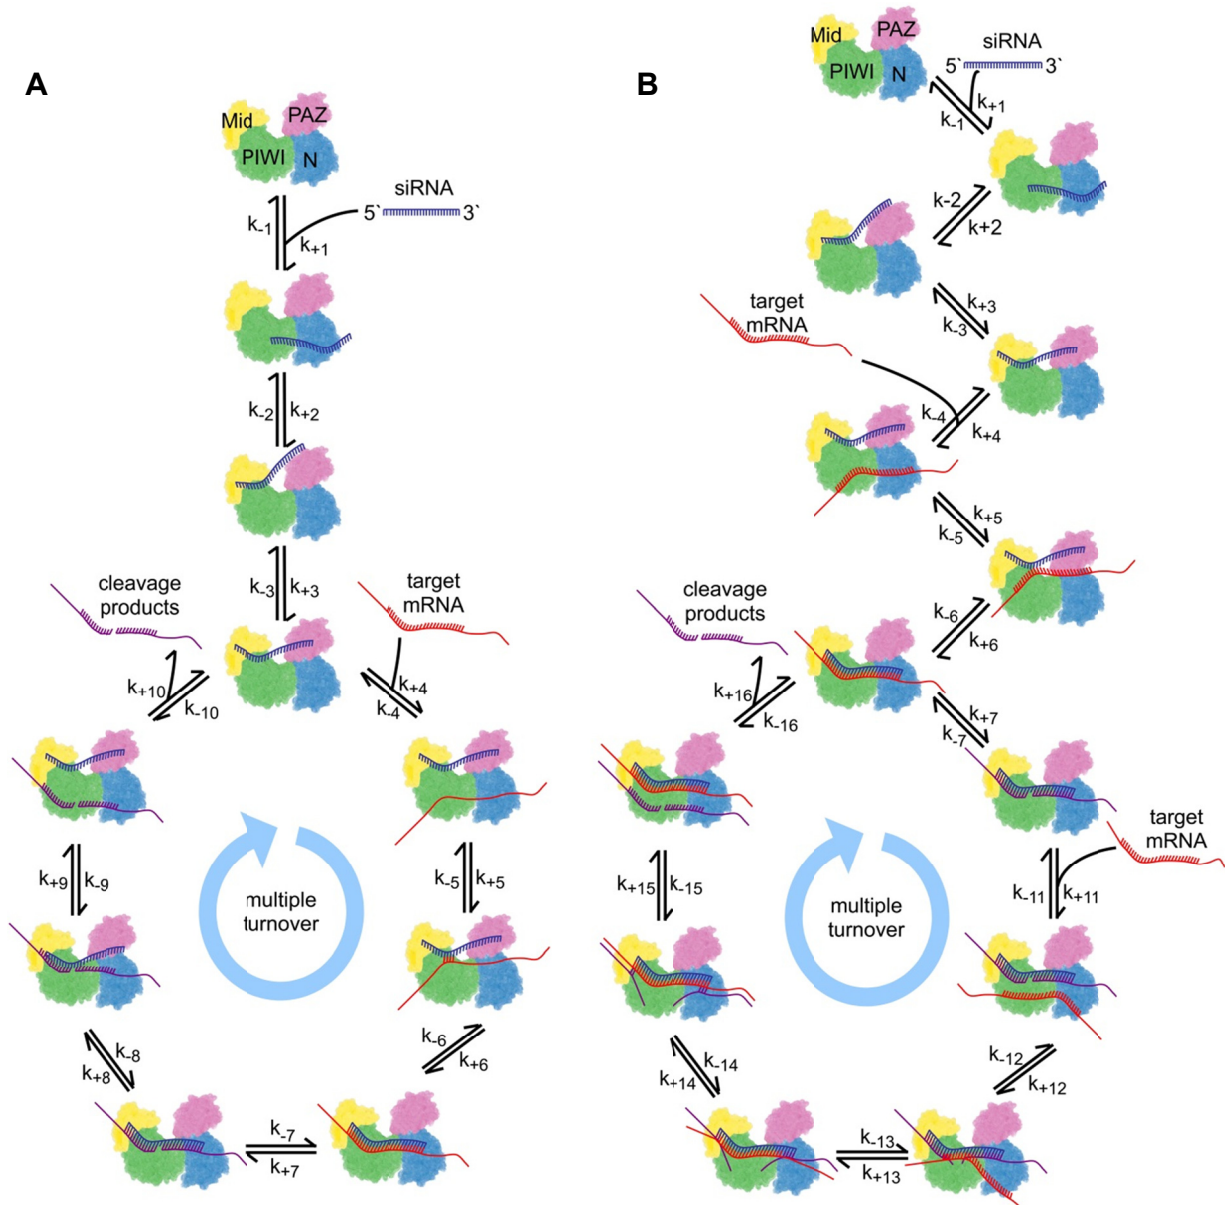 A
Mid
PAZ
PIWI
N
siRNA
5` 3`
k-1
k+1
k-2
k+2
k-3
k+3
cleavage
products
target
mRNA
k+10
k-10
k+4
k-4
k+9
k-9
k-5
k+5
multiple
turnover
k-8
k+8
k-6
k+6
k-7
k+7
B
Mid
PAZ
PIWI
N
siRNA
5` 3`
k+1
k-1
k-2
k+2
target
mRNA
k+3
k-3
k-4
k+4
k+5
k-5
cleavage
products
k-6
k+6
k+16
k-16
k+7
k-7
target
mRNA
k+15
k-15
k-11
k+11
multiple
turnover
k-14
k+14
k-12
k+12
k-13
k+13